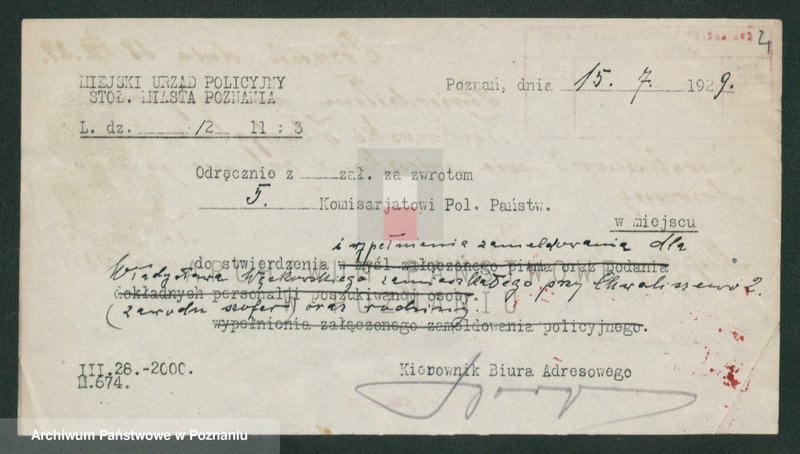 MIEJSKI URZĄD POLICYJNY
STOŁ. MIASTA POZNANIA
Poznań, dnia 15. 7. 1929.
L. dz. /2 11 : 3
Odręcznie z zał. za zwrotem
5. Komisarjatowi Pol. Państw.
w miejscu
i wypełnienia zameldowania dla
do stwierdzenia w myśl załączonego pisma oraz podania
Władysława zamieszkałego przy Chwaliszewo 2.
dokładnych personalji poszukiwanej osoby
(zawodu szofer) oraz rodziny.
wypełnienia załączonego zameldowania policyjnego.
III.28.-2000.
M.674.
Kierownik Biura Adresowego
Archiwum Państwowe w Poznaniu